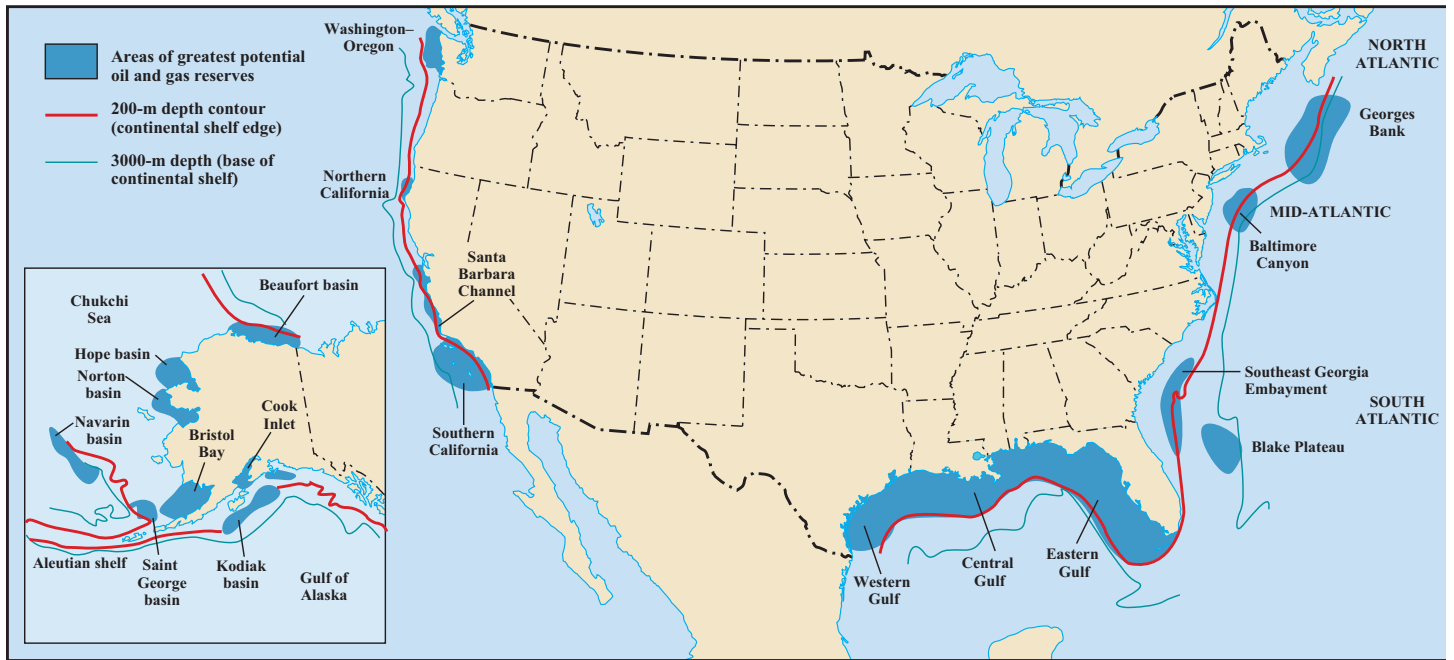 Areas of greatest potential
oil and gas reserves
200-m depth contour
(continental shelf edge)
3000-m depth (base of
continental shelf)
Washington–
Oregon
Northern
California
Santa
Barbara
Channel
Southern
California
NORTH
ATLANTIC
Georges
Bank
MID-ATLANTIC
Baltimore
Canyon
Southeast Georgia
Embayment
SOUTH
ATLANTIC
Blake Plateau
Western
Gulf
Central
Gulf
Eastern
Gulf
Chukchi
Sea
Beaufort basin
Hope basin
Norton
basin
Navarin
basin
Bristol
Bay
Cook
Inlet
Aleutian shelf
Saint
George
basin
Kodiak
basin
Gulf of
Alaska